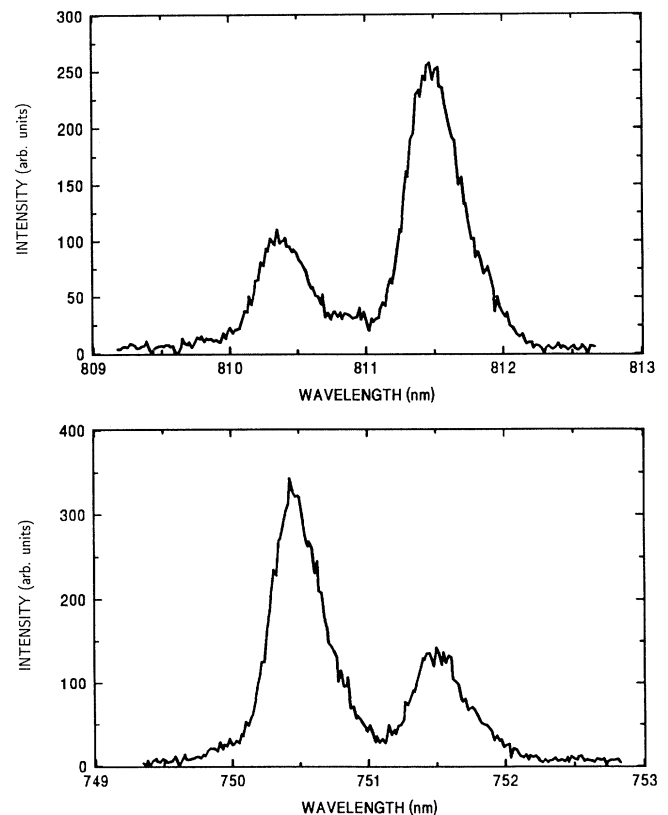 300
250
200
150
100
50
0
INTENSITY (arb. units)
809 810 811 812 813
WAVELENGTH (nm)
400
300
200
100
0
INTENSITY (arb. units)
749 750 751 752 753
WAVELENGTH (nm)